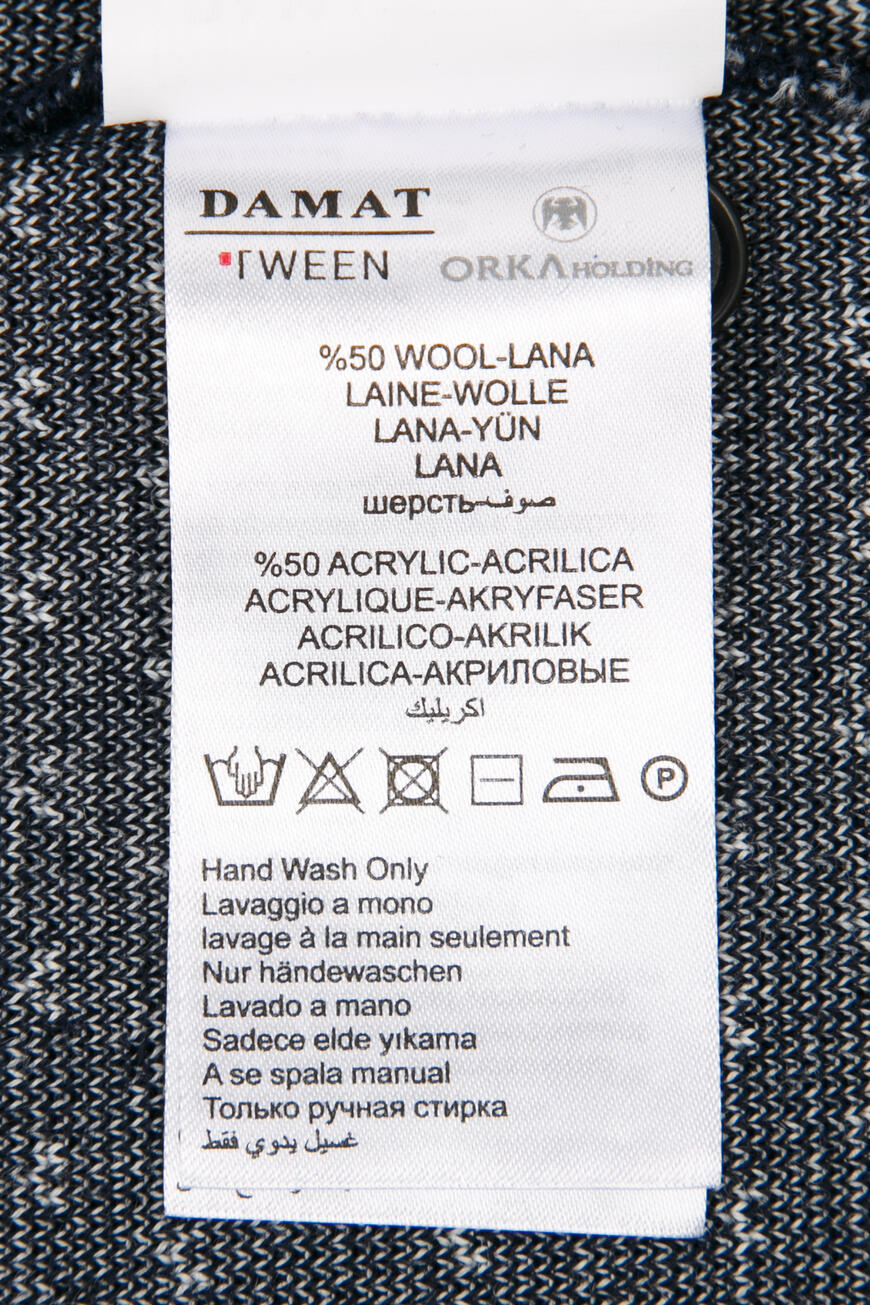 DAMAT
TWEEN
ORKA HOLDING
%50 WOOL-LANA
LAINE-WOLLE
LANA-YÜN
LANA
шерсть-صوف
%50 ACRYLIC-ACRILICA
ACRYLIQUE-AKRYFASER
ACRILICO-AKRILIK
ACRILICA-АКРИЛОВЫЕ
اكريليك
P
Hand Wash Only
Lavaggio a mono
lavage à la main seulement
Nur händewaschen
Lavado a mano
Sadece elde yıkama
A se spala manual
Только ручная стирка
غسيل يدوي فقط